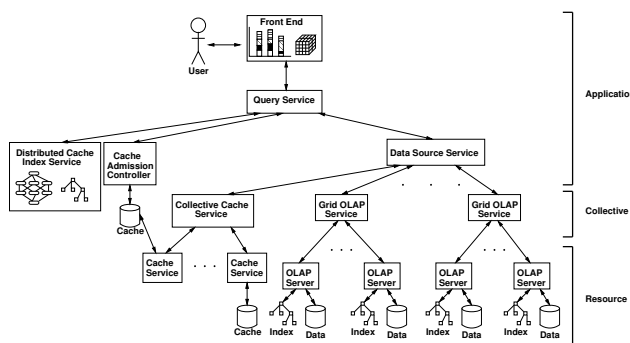 Front End
User
Query Service
Applicatio
Distributed Cache
Index Service
Cache
Admission
Controller
Data Source Service
. . .
Cache
Collective Cache
Service
Grid OLAP
Service
Grid OLAP
Service
Collective
. . .
. . .
Cache
Service
. . .
Cache
Service
OLAP
Server
OLAP
Server
OLAP
Server
OLAP
Server
Resource
Cache
Index
Data
Index
Data
Index
Data
Index
Data